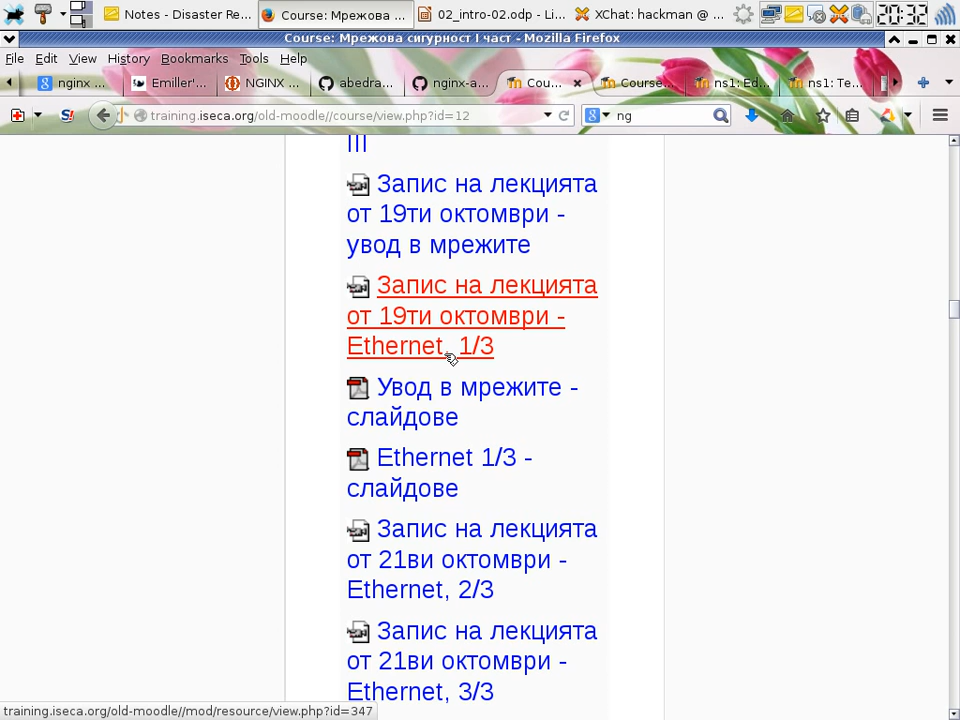 Notes - Disaster Re...
Course: Мрежова ...
02_intro-02.odp - Li...
XChat: hackman @ ...
20:32
Course: Мрежова сигурност I част - Mozilla Firefox
File Edit View History Bookmarks Tools Help
nginx ...
Emiller'...
NGINX ...
abedra...
nginx-a...
Cou...
Course...
ns1: Ed...
ns1: Te...
training.iseca.org/old-moodle//course/view.php?id=12
ng
III
Запис на лекцията
от 19ти октомври -
увод в мрежите
Запис на лекцията
от 19ти октомври -
Ethernet, 1/3
Увод в мрежите -
слайдове
Ethernet 1/3 -
слайдове
Запис на лекцията
от 21ви октомври -
Ethernet, 2/3
Запис на лекцията
от 21ви октомври -
Ethernet, 3/3
training.iseca.org/old-moodle//mod/resource/view.php?id=347